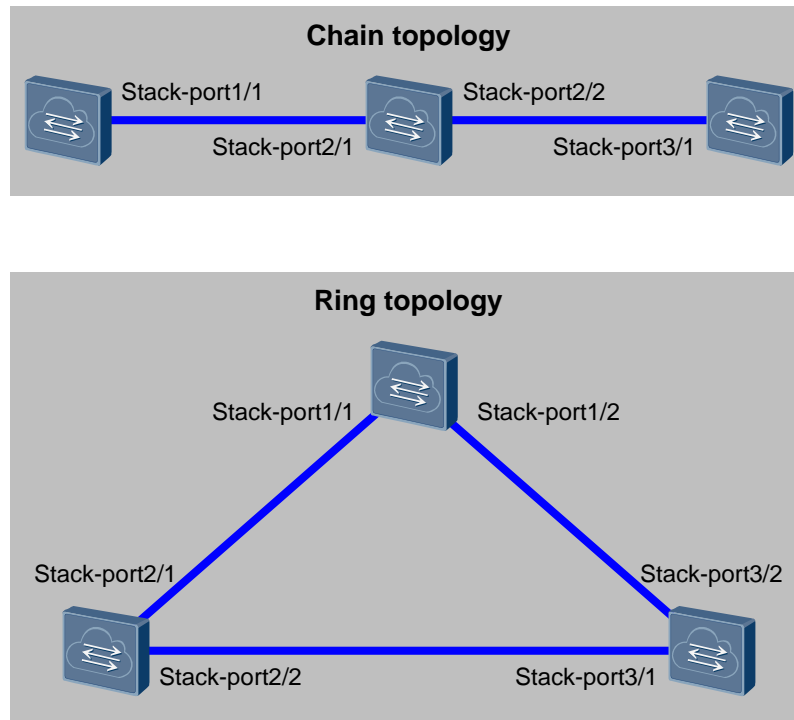 Chain topology
Stack-port1/1
Stack-port2/2
Stack-port2/1
Stack-port3/1
Ring topology
Stack-port1/1
Stack-port1/2
Stack-port2/1
Stack-port3/2
Stack-port2/2
Stack-port3/1